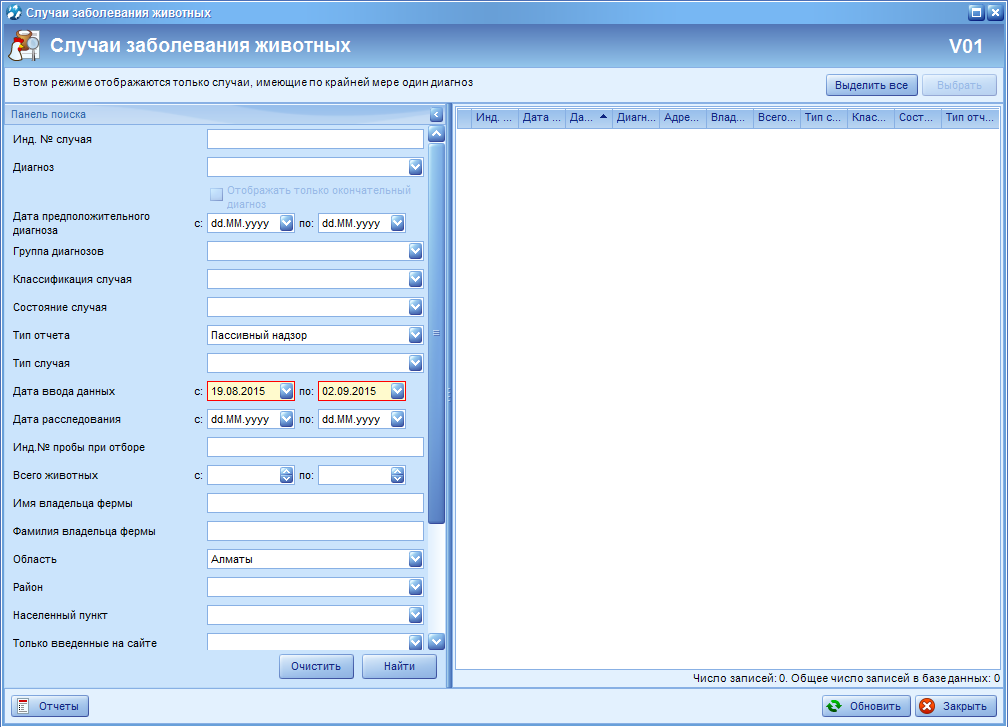 Случаи заболевания животных
Случаи заболевания животных
V01
В этом режиме отображаются только случаи, имеющие по крайней мере один диагноз
Выделить все
Выбрать
Панель поиска
Инд. № случая
Диагноз
Отображать только окончательный
диагноз
Дата предположительного
диагноза
с: dd.MM.yyyy по: dd.MM.yyyy
Группа диагнозов
Классификация случая
Состояние случая
Тип отчета Пассивный надзор
Тип случая
Дата ввода данных с: 19.08.2015 по: 02.09.2015
Дата расследования с: dd.MM.yyyy по: dd.MM.yyyy
Инд.№ пробы при отборе
Всего животных с: по:
Имя владельца фермы
Фамилия владельца фермы
Область Алматы
Район
Населенный пункт
Только введенные на сайте
Очистить Найти
Инд. ... Дата ... Да... Диагн... Адре... Влад... Всего... Тип с... Клас... Сост... Тип отч...
Число записей: 0. Общее число записей в базе данных: 0
Отчеты
Обновить
Закрыть